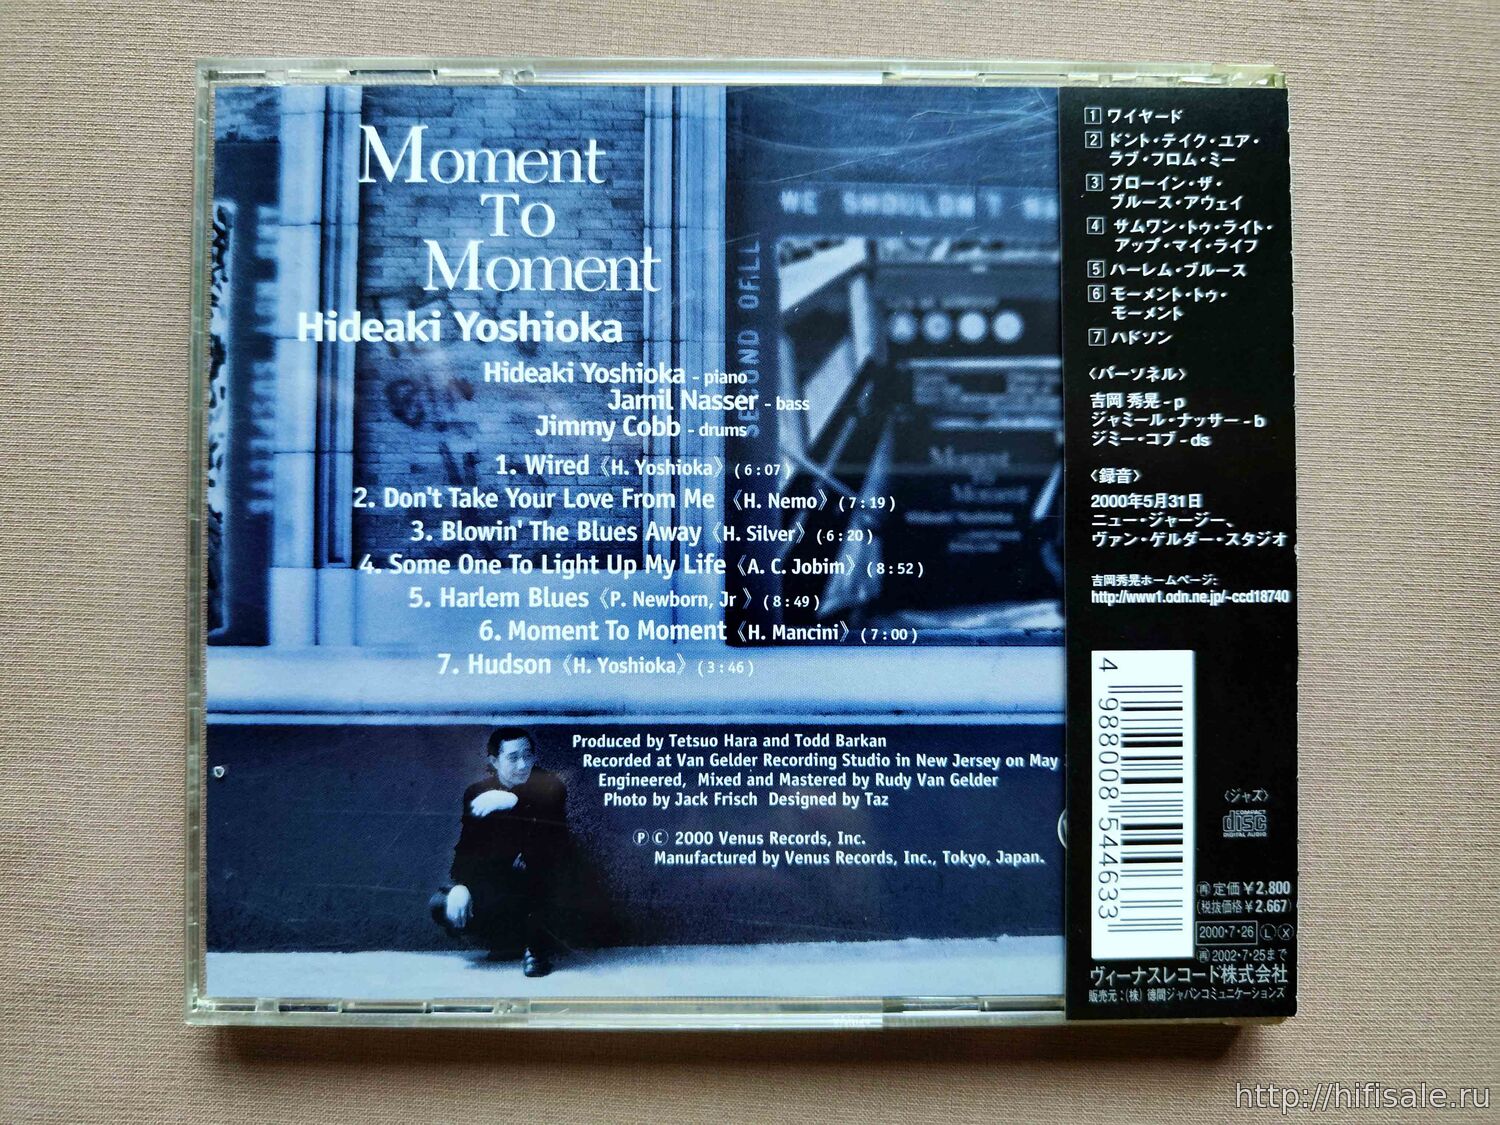 Moment
To
Moment
Hideaki Yoshioka
Hideaki Yoshioka - piano
Jamil Nasser - bass
Jimmy Cobb - drums
1. Wired《H. Yoshioka》( 6 : 07 )
2. Don't Take Your Love From Me《H. Nemo》( 7 : 19 )
3. Blowin' The Blues Away《H. Silver》( 6 : 20 )
4. Some One To Light Up My Life《A. C. Jobim》( 8 : 52 )
5. Harlem Blues《P. Newborn, Jr 》( 8 : 49 )
6. Moment To Moment《H. Mancini》( 7 : 00 )
7. Hudson《H. Yoshioka》( 3 : 46 )
Produced by Tetsuo Hara and Todd Barkan
Recorded at Van Gelder Recording Studio in New Jersey on May
Engineered, Mixed and Mastered by Rudy Van Gelder
Photo by Jack Frisch Designed by Taz
Ⓟ Ⓒ 2000 Venus Records, Inc.
Manufactured by Venus Records, Inc., Tokyo, Japan.
WE SHOULDN'T
SECOND OF
1 ワイヤード
2 ドント・テイク・ユア・
ラブ・フロム・ミー
3 ブローイン・ザ・
ブルース・アウェイ
4 サムワン・トゥ・ライト・
アップ・マイ・ライフ
5 ハーレム・ブルース
6 モーメント・トゥ・
モーメント
7 ハドソン
〈パーソネル〉
吉岡 秀晃 - p
ジャミール・ナッサー - b
ジミー・コブ - ds
〈録音〉
2000年5月31日
ニュー・ジャージー、
ヴァン・ゲルダー・スタジオ
吉岡秀晃ホームページ:
http://www1.odn.ne.jp/~ccd18740
4 988008 544633
〈ジャズ〉
COMPACT
disc
DIGITAL AUDIO
再 定価 ¥2,800
(税抜価格 ¥2,667)
2000・7・26 Ⓛ Ⓧ
再 2002・7・25まで
ヴィーナスレコード株式会社
販売元：(株) 徳間ジャパンコミュニケーションズ
http://hifisale.ru